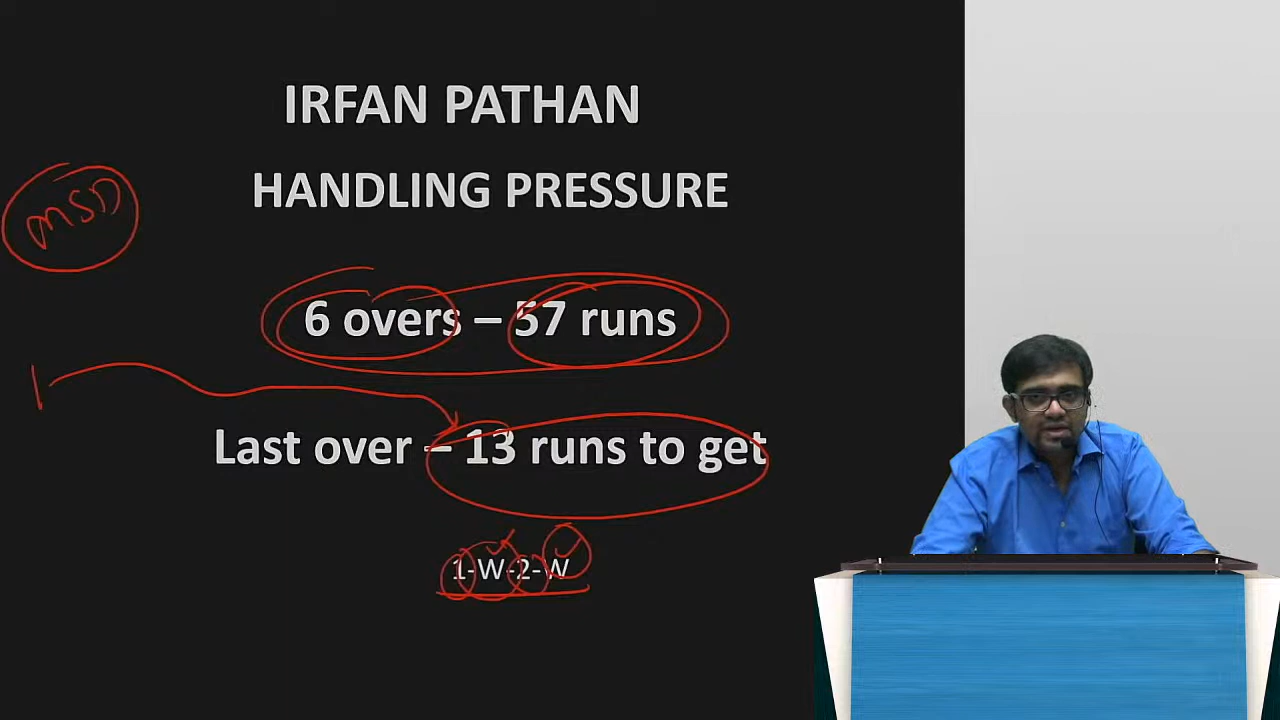 IRFAN PATHAN
HANDLING PRESSURE
MSD
6 overs – 57 runs
Last over – 13 runs to get
1-W-2-W